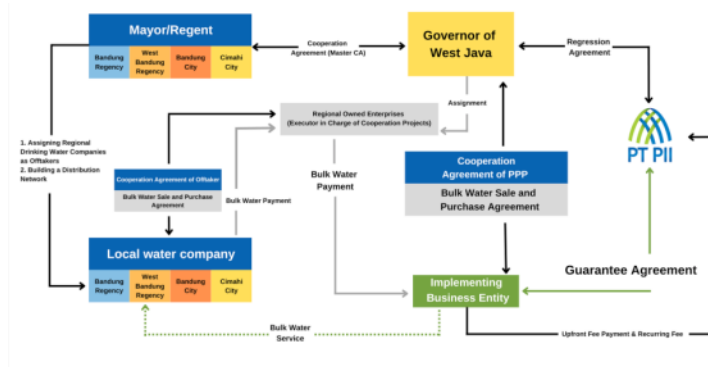 Mayor/Regent
Bandung
Regency
West
Bandung
Regency
Bandung
City
Cimahi
City
Cooperation
Agreement (Master CA)
Governor of
West Java
Regression
Agreement
Assignment
Regional Owned Enterprises
(Executor in Charge of Cooperation Projects)
PT PII
1. Assigning Regional
Drinking Water Companies
as Offtakers
2. Building a Distribution
Network
Cooperation Agreement of Offtaker
Bulk Water Sale and Purchase
Agreement
Bulk Water Payment
Bulk Water
Payment
Cooperation
Agreement of PPP
Bulk Water Sale and
Purchase Agreement
Local water company
Bandung
Regency
West
Bandung
Regency
Bandung
City
Cimahi
City
Implementing
Business Entity
Guarantee Agreement
Bulk Water
Service
Upfront Fee Payment & Recurring Fee